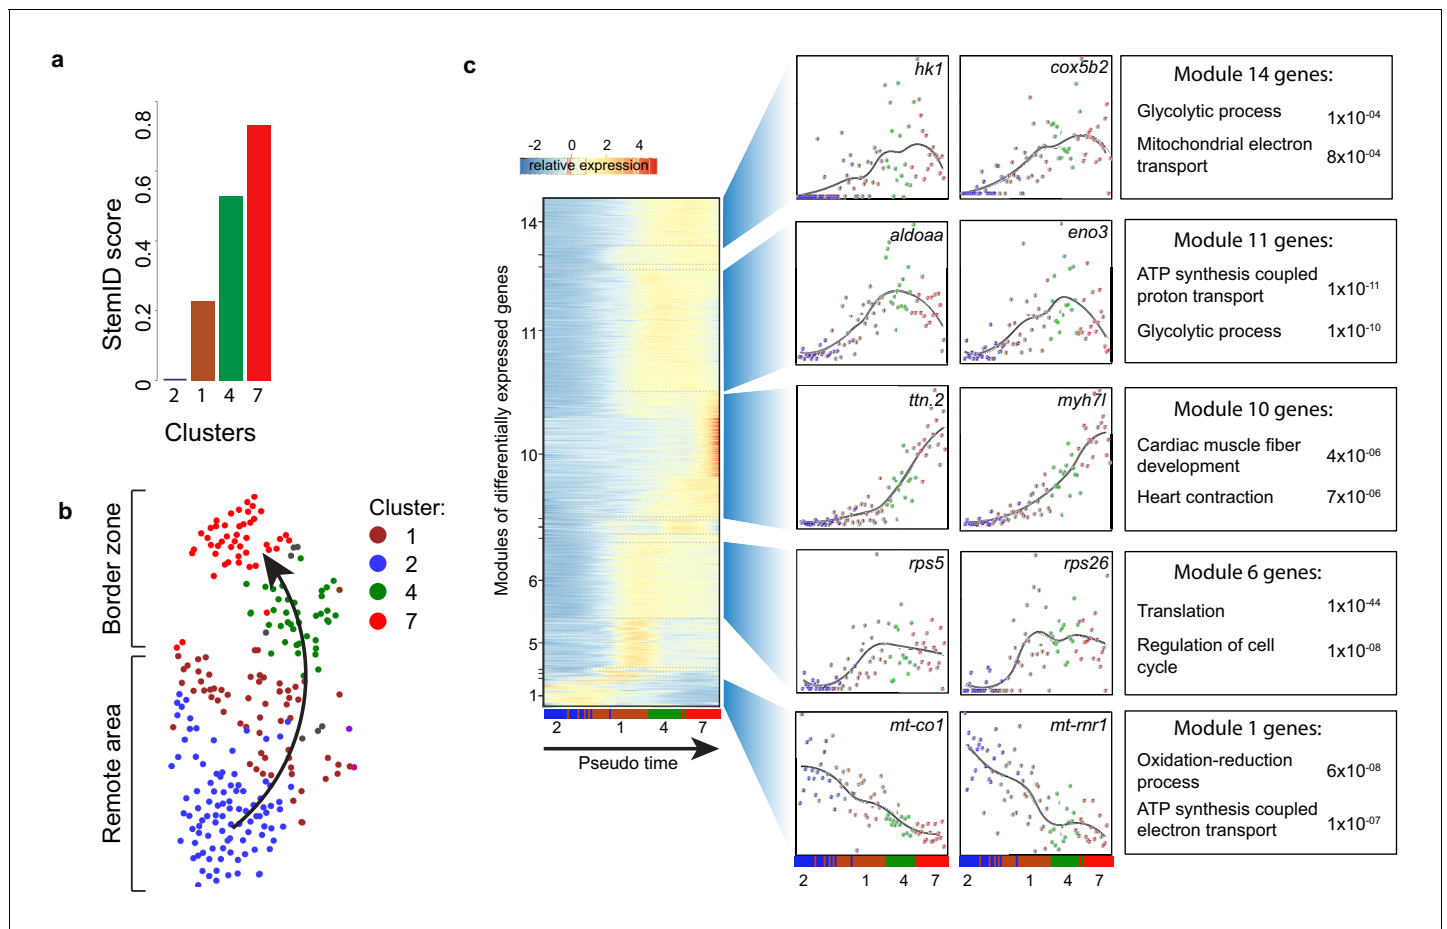 a
0.8
0.6
0.4
0.2
0
StemID score
2 1 4 7
Clusters
b
Border zone
Remote area
Cluster:
1
2
4
7
c
-2 0 2 4
relative expression
Modules of differentially expressed genes
14
11
10
6
5
1
2 1 4 7
Pseudo time
hk1
cox5b2
Module 14 genes:
Glycolytic process 1x10-04
Mitochondrial electron
transport 8x10-04
aldoaa
eno3
Module 11 genes:
ATP synthesis coupled
proton transport 1x10-11
Glycolytic process 1x10-10
ttn.2
myh7l
Module 10 genes:
Cardiac muscle fiber
development 4x10-06
Heart contraction 7x10-06
rps5
rps26
Module 6 genes:
Translation 1x10-44
Regulation of cell
cycle 1x10-08
mt-co1
mt-rnr1
Module 1 genes:
Oxidation-reduction
process 6x10-08
ATP synthesis coupled
electron transport 1x10-07
2 1 4 7
2 1 4 7